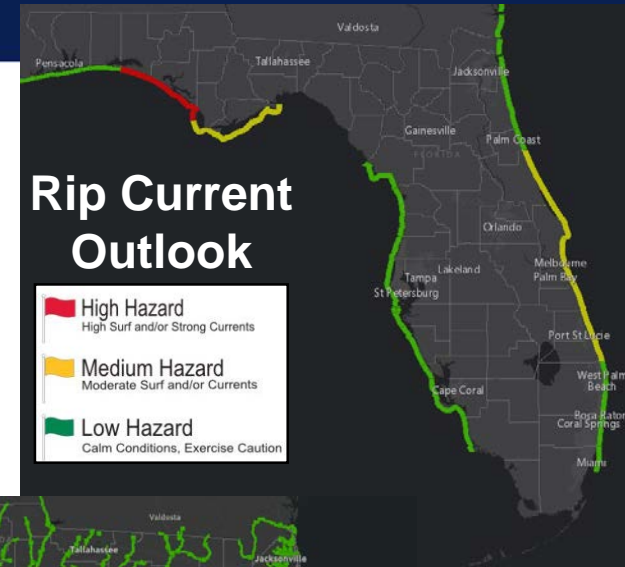 Valdosta
Pensacola
Tallahassee
Jacksonville
Gainesville
Palm Coast
FLORIDA
Rip Current
Outlook
Orlando
High Hazard
High Surf and/or Strong Currents
Medium Hazard
Moderate Surf and/or Currents
Low Hazard
Calm Conditions, Exercise Caution
Lakeland
Melbourne
Tampa
Palm Bay
St Petersburg
Port St Lucie
West Palm
Beach
Cape Coral
Boca Raton
Coral Springs
Miami
Valdosta
Tallahassee
Jacksonville